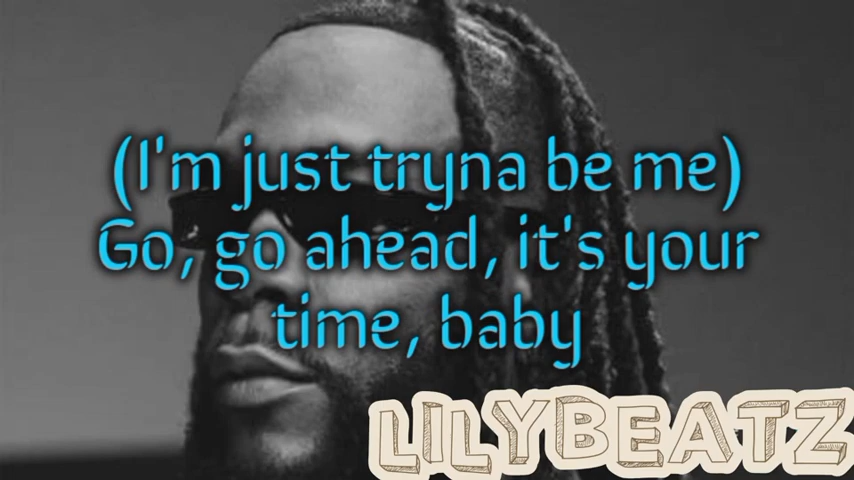 (I'm just tryna be me)
Go, go ahead, it's your
time, baby
LILYBEATZ